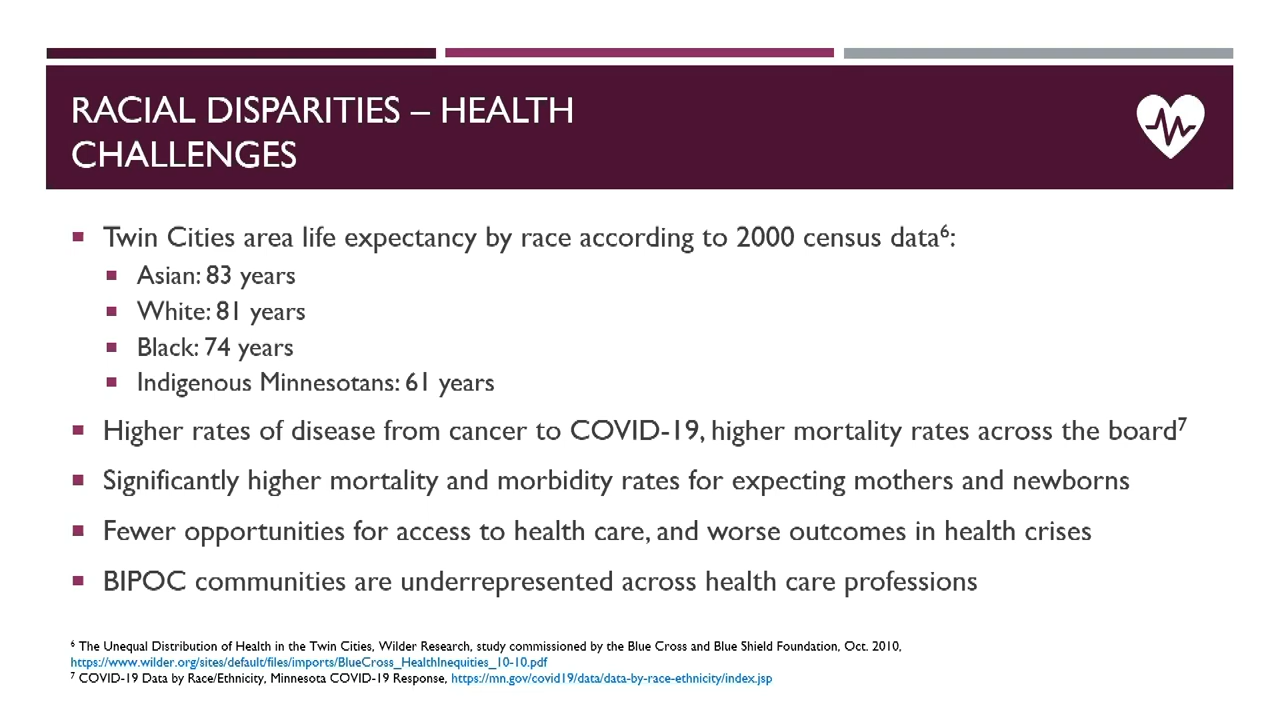 RACIAL DISPARITIES – HEALTH
CHALLENGES
Twin Cities area life expectancy by race according to 2000 census data⁶:
Asian: 83 years
White: 81 years
Black: 74 years
Indigenous Minnesotans: 61 years
Higher rates of disease from cancer to COVID-19, higher mortality rates across the board⁷
Significantly higher mortality and morbidity rates for expecting mothers and newborns
Fewer opportunities for access to health care, and worse outcomes in health crises
BIPOC communities are underrepresented across health care professions
⁶ The Unequal Distribution of Health in the Twin Cities, Wilder Research, study commissioned by the Blue Cross and Blue Shield Foundation, Oct. 2010,
https://www.wilder.org/sites/default/files/imports/BlueCross_HealthInequities_10-10.pdf
⁷ COVID-19 Data by Race/Ethnicity, Minnesota COVID-19 Response, https://mn.gov/covid19/data/data-by-race-ethnicity/index.jsp